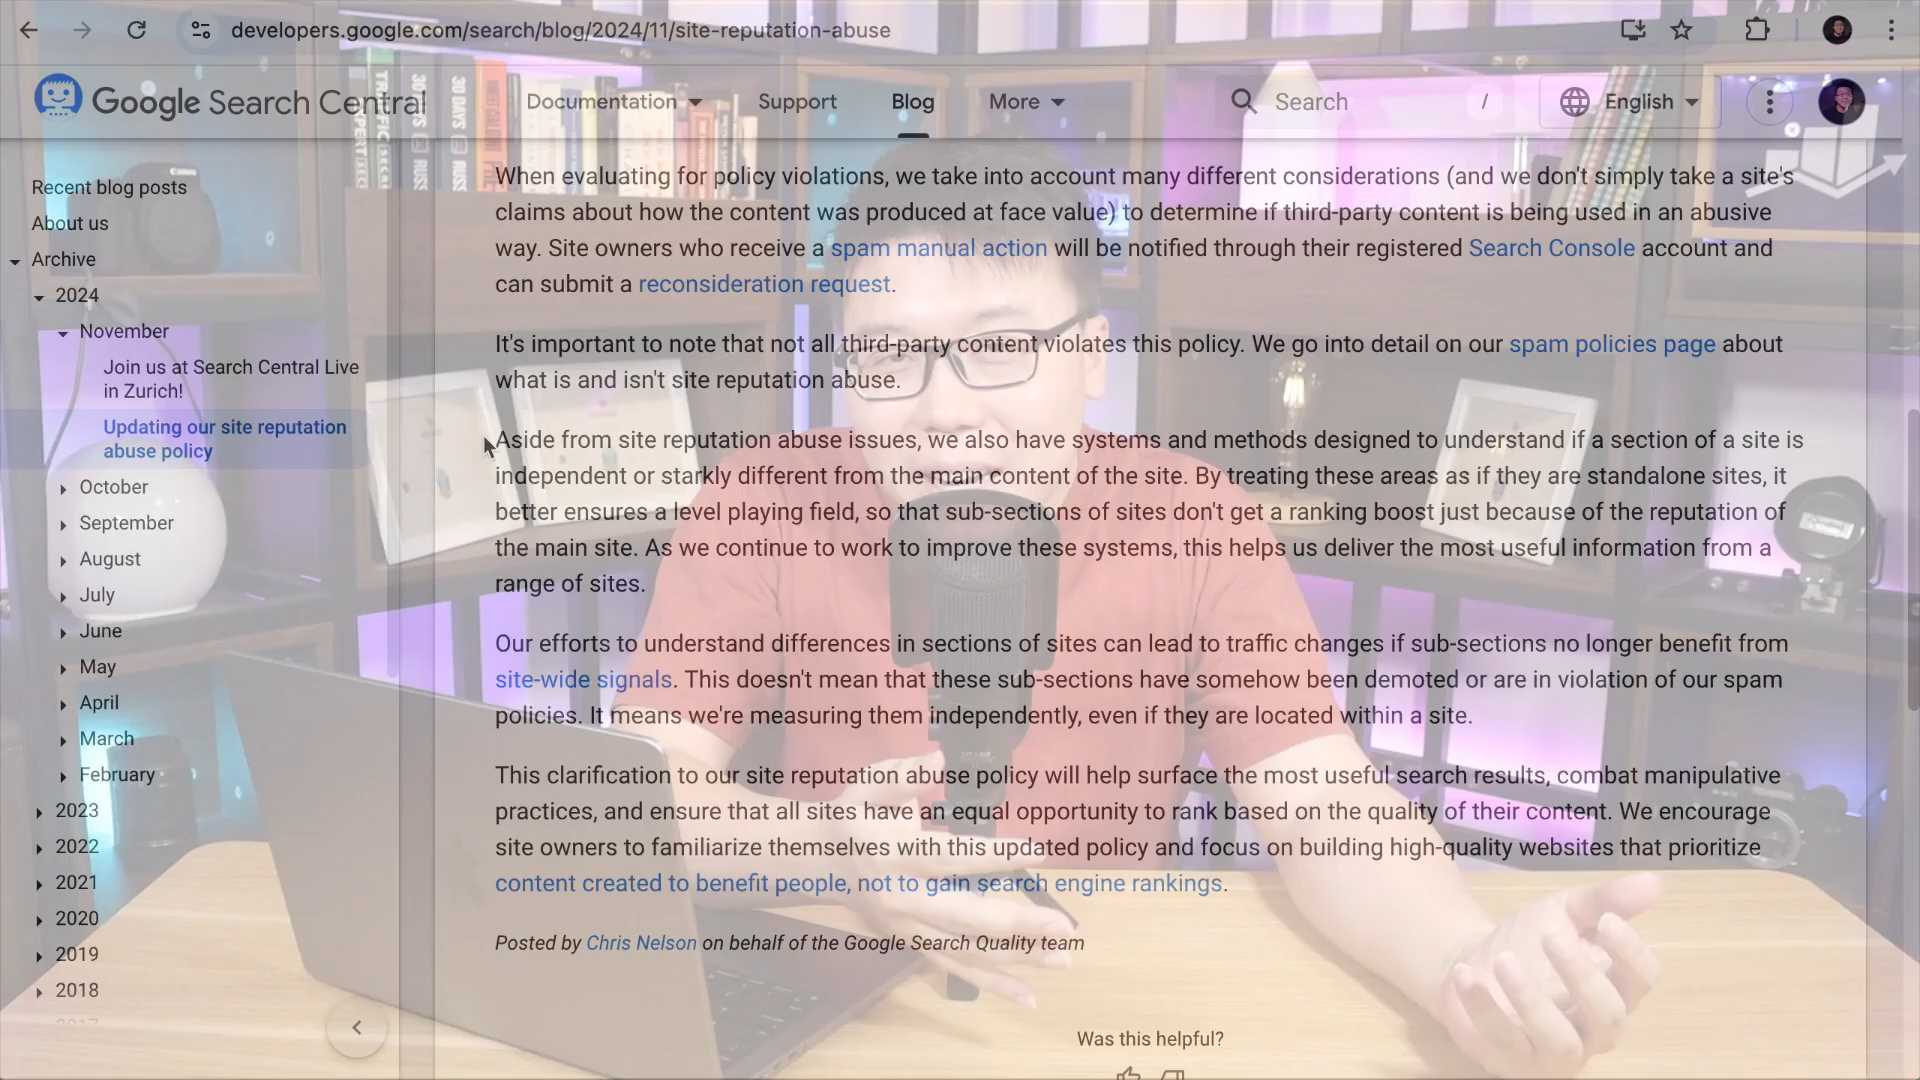 developers.google.com/search/blog/2024/11/site-reputation-abuse
Google Search Central
Documentation
Support
Blog
More
Search
/
English
Recent blog posts
About us
Archive
2024
November
Join us at Search Central Live
in Zurich!
Updating our site reputation
abuse policy
October
September
August
July
June
May
April
March
February
2023
2022
2021
2020
2019
2018
2017
When evaluating for policy violations, we take into account many different considerations (and we don't simply take a site's
claims about how the content was produced at face value) to determine if third-party content is being used in an abusive
way. Site owners who receive a spam manual action will be notified through their registered Search Console account and
can submit a reconsideration request.
It's important to note that not all third-party content violates this policy. We go into detail on our spam policies page about
what is and isn't site reputation abuse.
Aside from site reputation abuse issues, we also have systems and methods designed to understand if a section of a site is
independent or starkly different from the main content of the site. By treating these areas as if they are standalone sites, it
better ensures a level playing field, so that sub-sections of sites don't get a ranking boost just because of the reputation of
the main site. As we continue to work to improve these systems, this helps us deliver the most useful information from a
range of sites.
Our efforts to understand differences in sections of sites can lead to traffic changes if sub-sections no longer benefit from
site-wide signals. This doesn't mean that these sub-sections have somehow been demoted or are in violation of our spam
policies. It means we're measuring them independently, even if they are located within a site.
This clarification to our site reputation abuse policy will help surface the most useful search results, combat manipulative
practices, and ensure that all sites have an equal opportunity to rank based on the quality of their content. We encourage
site owners to familiarize themselves with this updated policy and focus on building high-quality websites that prioritize
content created to benefit people, not to gain search engine rankings.
Posted by Chris Nelson on behalf of the Google Search Quality team
Was this helpful?
TRAFFIC SECRETS
30 DAYS
RUSS
30 DAYS
RUSS